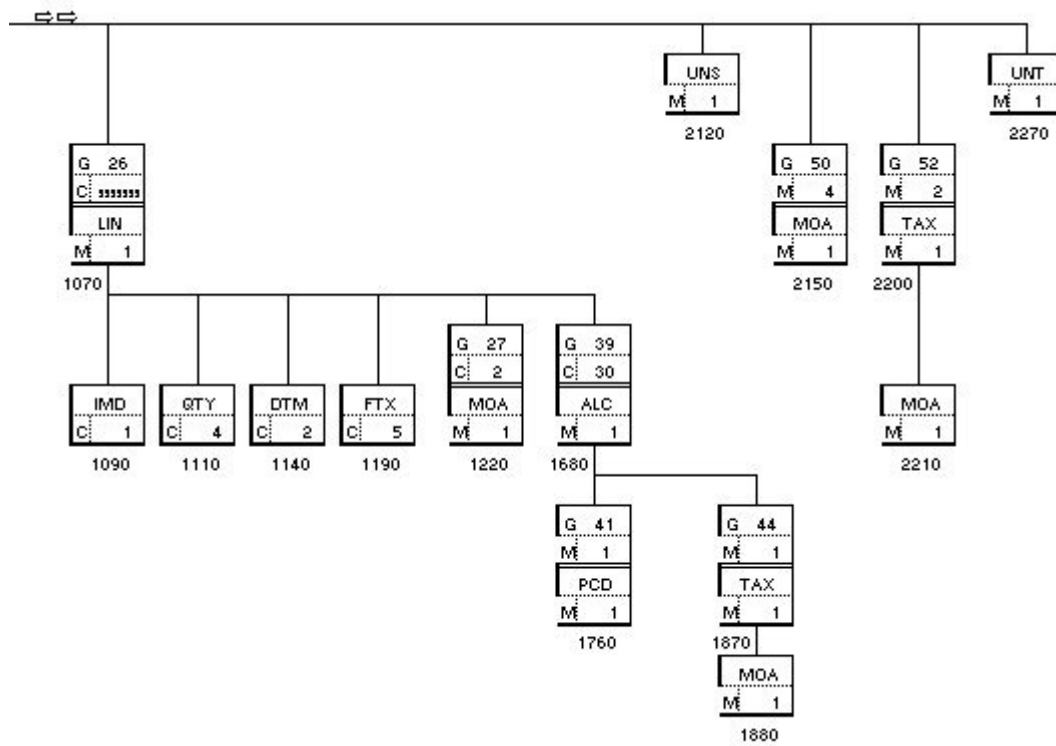 UNS
M 1
2120
UNT
M 1
2270
G 26
C 9999999
LIN
M 1
1070
G 50
M 4
MOA
M 1
2150
G 52
M 2
TAX
M 1
2200
G 27
C 2
MOA
M 1
1220
G 39
C 30
ALC
M 1
1680
IMD
C 1
1090
QTY
C 4
1110
DTM
C 2
1140
FTX
C 5
1190
MOA
M 1
2210
G 41
M 1
PCD
M 1
1760
G 44
M 1
TAX
M 1
1870
MOA
M 1
1880